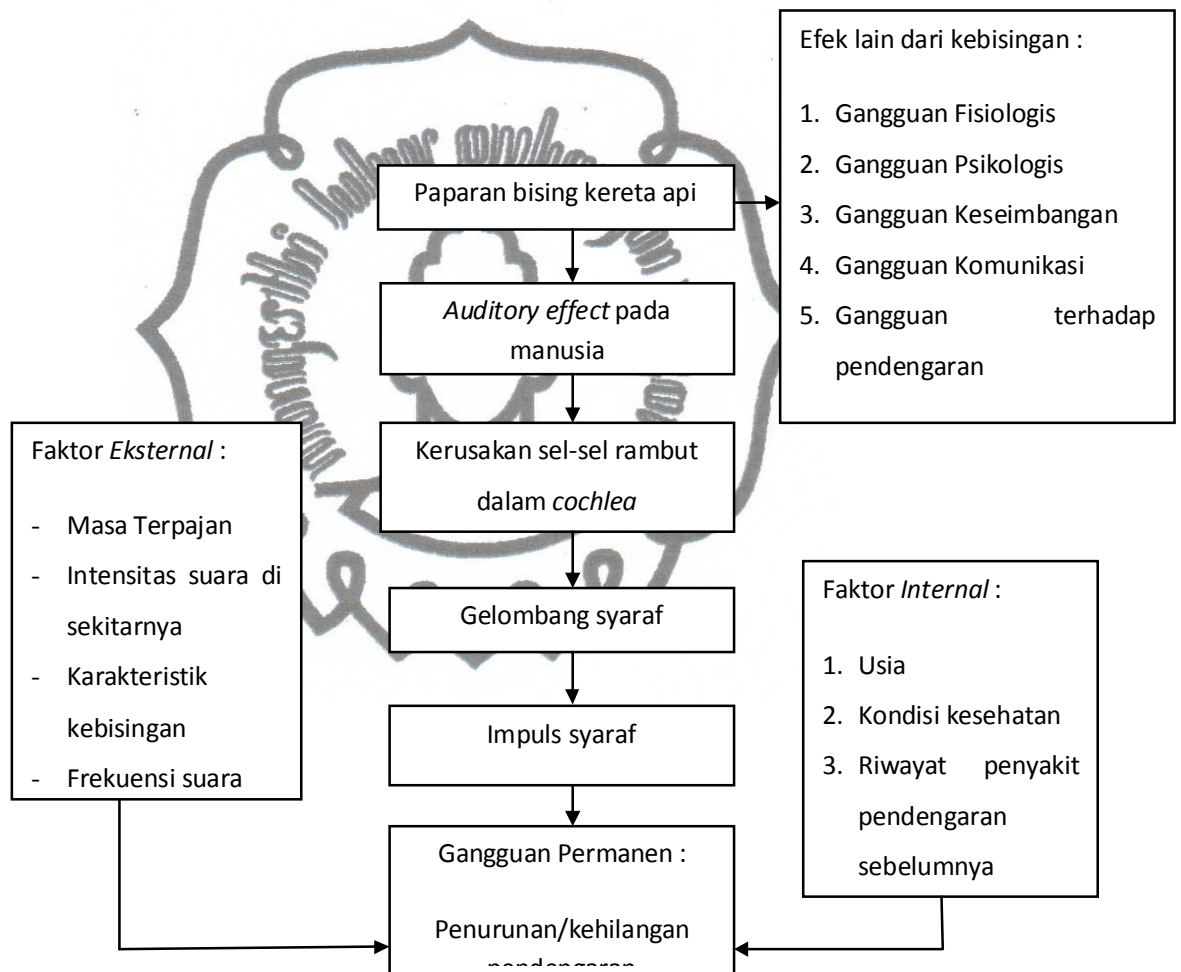 Efek lain dari kebisingan :
1. Gangguan Fisiologis
2. Gangguan Psikologis
3. Gangguan Keseimbangan
4. Gangguan Komunikasi
5. Gangguan terhadap
pendengaran
Paparan bising kereta api
Auditory effect pada
manusia
Kerusakan sel-sel rambut
dalam cochlea
Gelombang syaraf
Impuls syaraf
Faktor Eksternal :
- Masa Terpajan
- Intensitas suara di
sekitarnya
- Karakteristik
kebisingan
- Frekuensi suara
Faktor Internal :
1. Usia
2. Kondisi kesehatan
3. Riwayat penyakit
pendengaran
sebelumnya
Gangguan Permanen :
Penurunan/kehilangan
pendengaran